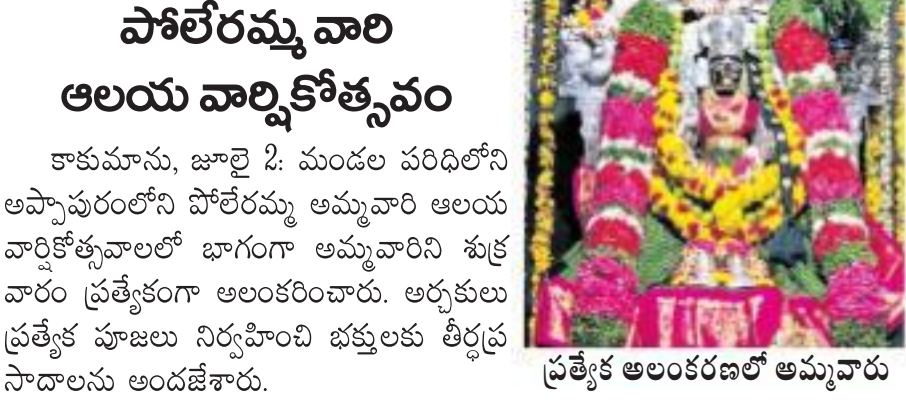 పోలేరమ్మ వారి
ఆలయ వార్షికోత్సవం
కాకుమాను, జూలై 2: మండల పరిధిలోని
అప్పాపురంలోని పోలేరమ్మ అమ్మవారి ఆలయ
వార్షికోత్సవాలలో భాగంగా అమ్మవారిని శుక్ర
వారం ప్రత్యేకంగా అలంకరించారు. అర్చకులు
ప్రత్యేక పూజలు నిర్వహించి భక్తులకు తీర్థప్ర
సాదాలను అందజేశారు.
ప్రత్యేక అలంకరణలో అమ్మవారు